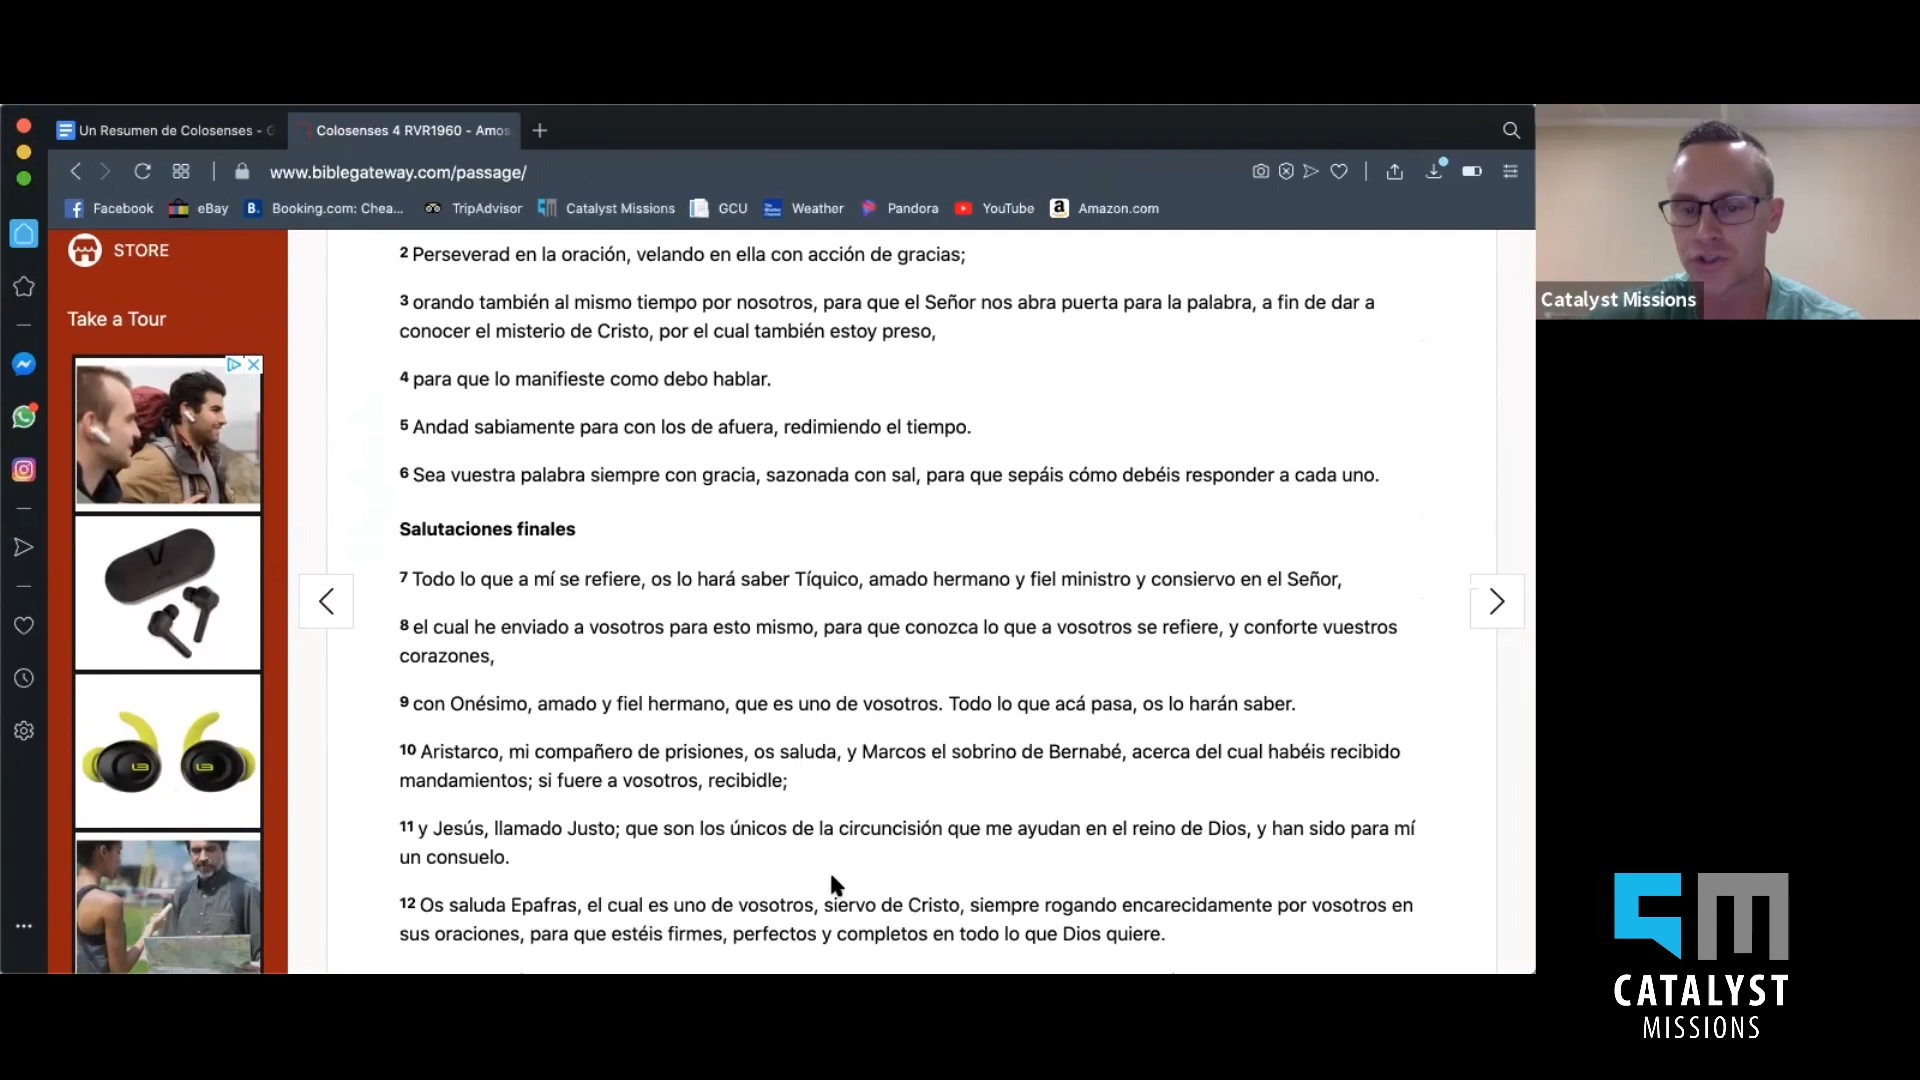 Un Resumen de Colosenses - G
Colosenses 4 RVR1960 - Amos
www.biblegateway.com/passage/
Facebook
eBay
B.
Booking.com: Chea...
TripAdvisor
Catalyst Missions
GCU
Weather
Pandora
YouTube
a
Amazon.com
STORE
Take a Tour
2 Perseverad en la oración, velando en ella con acción de gracias;
3 orando también al mismo tiempo por nosotros, para que el Señor nos abra puerta para la palabra, a fin de dar a
conocer el misterio de Cristo, por el cual también estoy preso,
4 para que lo manifieste como debo hablar.
5 Andad sabiamente para con los de afuera, redimiendo el tiempo.
6 Sea vuestra palabra siempre con gracia, sazonada con sal, para que sepáis cómo debéis responder a cada uno.
Salutaciones finales
7 Todo lo que a mí se refiere, os lo hará saber Tíquico, amado hermano y fiel ministro y consiervo en el Señor,
8 el cual he enviado a vosotros para esto mismo, para que conozca lo que a vosotros se refiere, y conforte vuestros
corazones,
9 con Onésimo, amado y fiel hermano, que es uno de vosotros. Todo lo que acá pasa, os lo harán saber.
10 Aristarco, mi compañero de prisiones, os saluda, y Marcos el sobrino de Bernabé, acerca del cual habéis recibido
mandamientos; si fuere a vosotros, recibidle;
11 y Jesús, llamado Justo; que son los únicos de la circuncisión que me ayudan en el reino de Dios, y han sido para mí
un consuelo.
12 Os saluda Epafras, el cual es uno de vosotros, siervo de Cristo, siempre rogando encarecidamente por vosotros en
sus oraciones, para que estéis firmes, perfectos y completos en todo lo que Dios quiere.
Catalyst Missions
CATALYST
MISSIONS